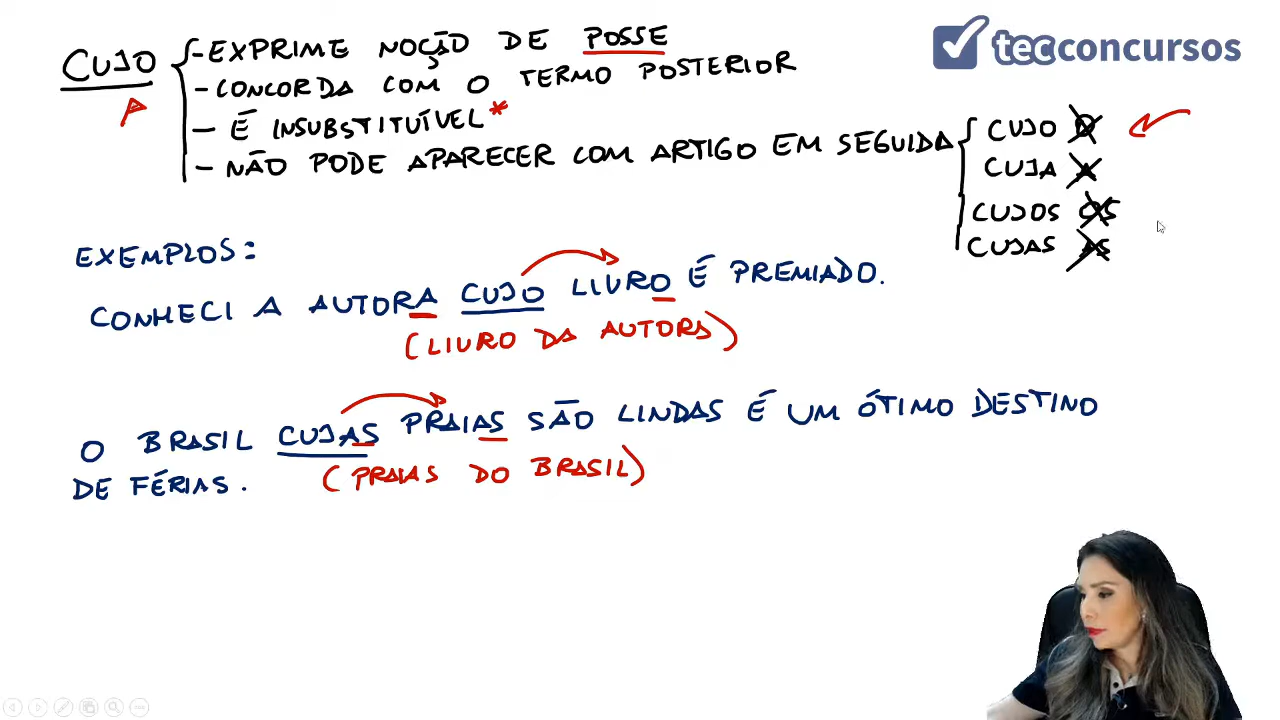 tecconcursos
CUJO
- EXPRIME NOÇÃO DE POSSE
- CONCORDA COM O TERMO POSTERIOR
- É INSUBSTITUÍVEL *
- NÃO PODE APARECER COM ARTIGO EM SEGUIDA
CUJO O
CUJA A
CUJOS OS
CUJAS AS
EXEMPLOS:
CONHECI A AUTORA CUJO LIVRO É PREMIADO.
(LIVRO DA AUTORA)
O BRASIL CUJAS PRAIAS SÃO LINDAS É UM ÓTIMO DESTINO
DE FÉRIAS.
(PRAIAS DO BRASIL)